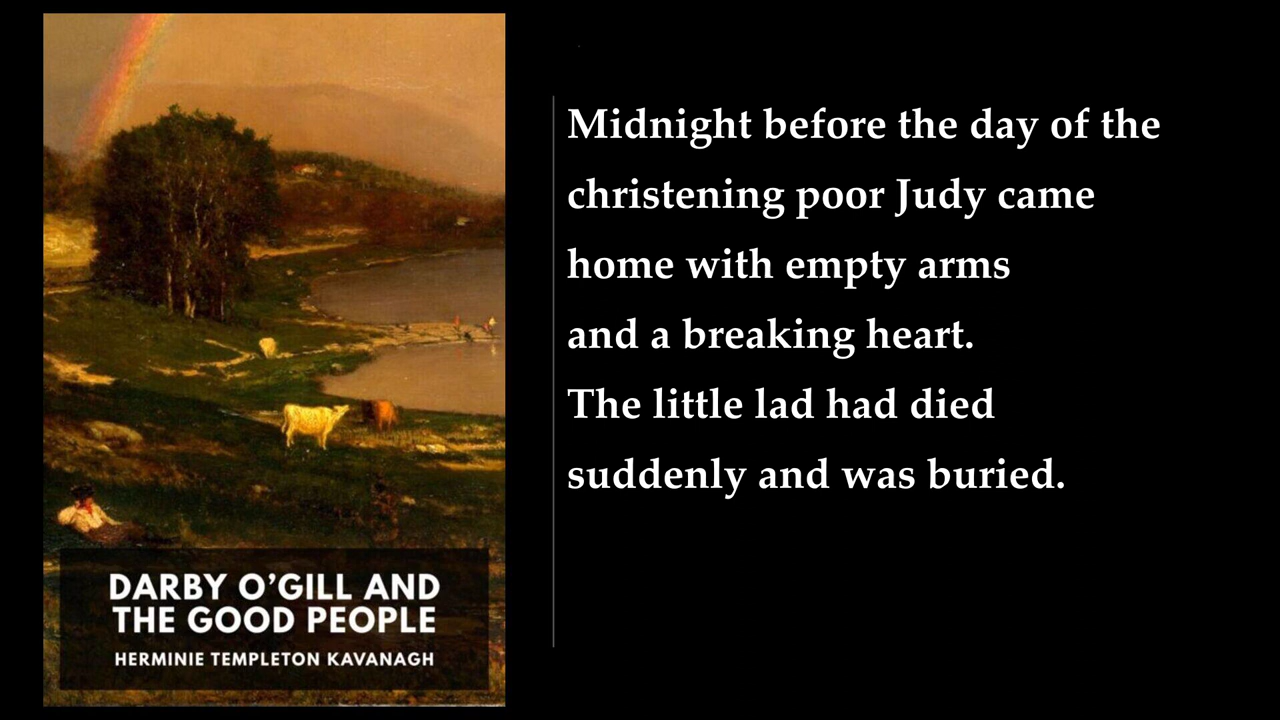 DARBY O’GILL AND
THE GOOD PEOPLE
HERMINIE TEMPLETON KAVANAGH
Midnight before the day of the
christening poor Judy came
home with empty arms
and a breaking heart.
The little lad had died
suddenly and was buried.